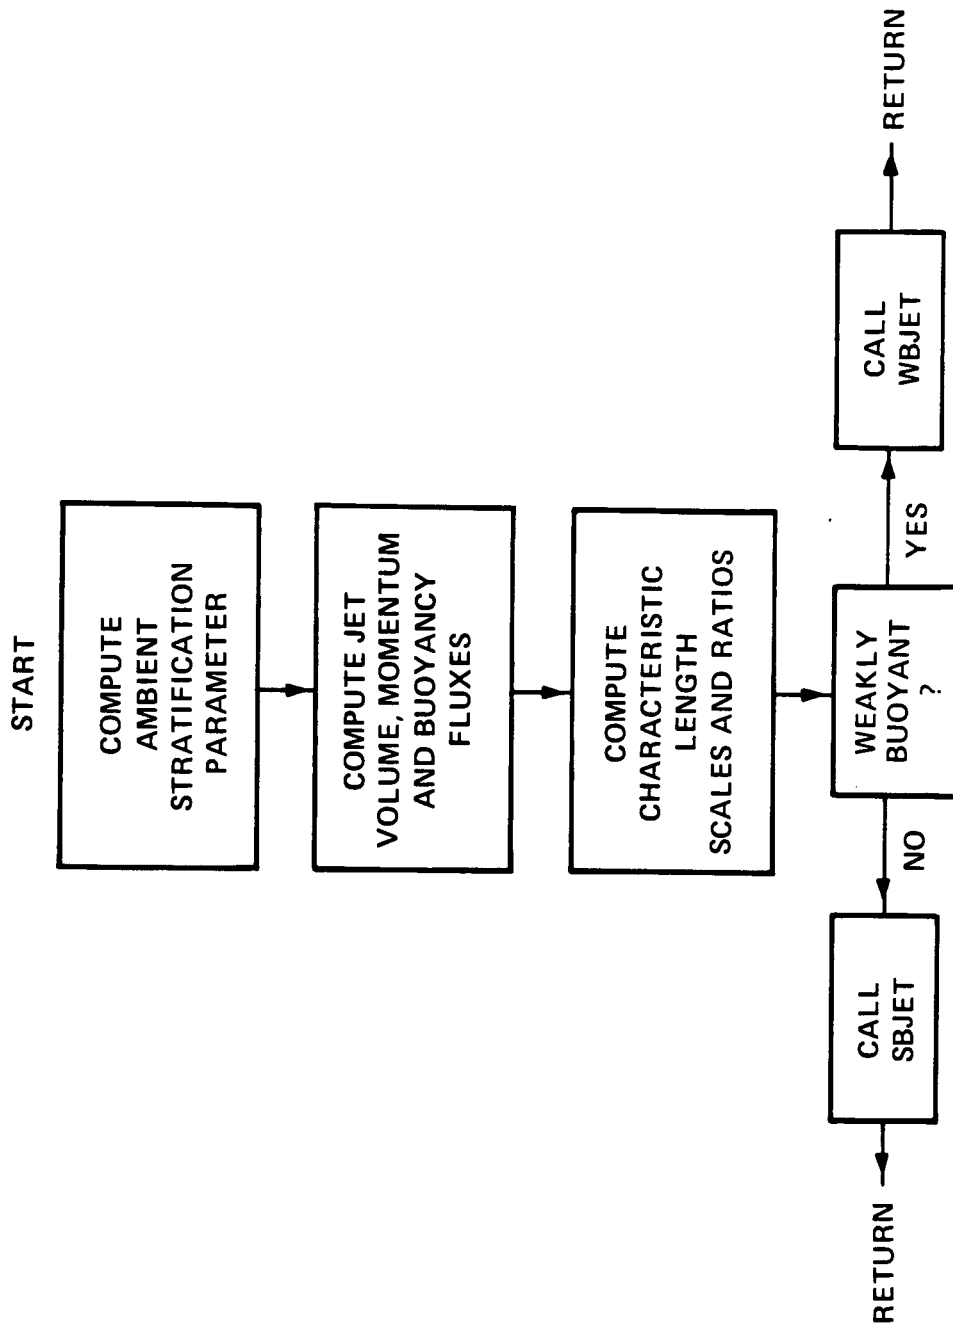 START
COMPUTE
AMBIENT
STRATIFICATION
PARAMETER
COMPUTE JET
VOLUME, MOMENTUM
AND BUOYANCY
FLUXES
COMPUTE
CHARACTERISTIC
LENGTH
SCALES AND RATIOS
WEAKLY
BUOYANT
?
NO
YES
CALL
SBJET
CALL
WBJET
RETURN
RETURN